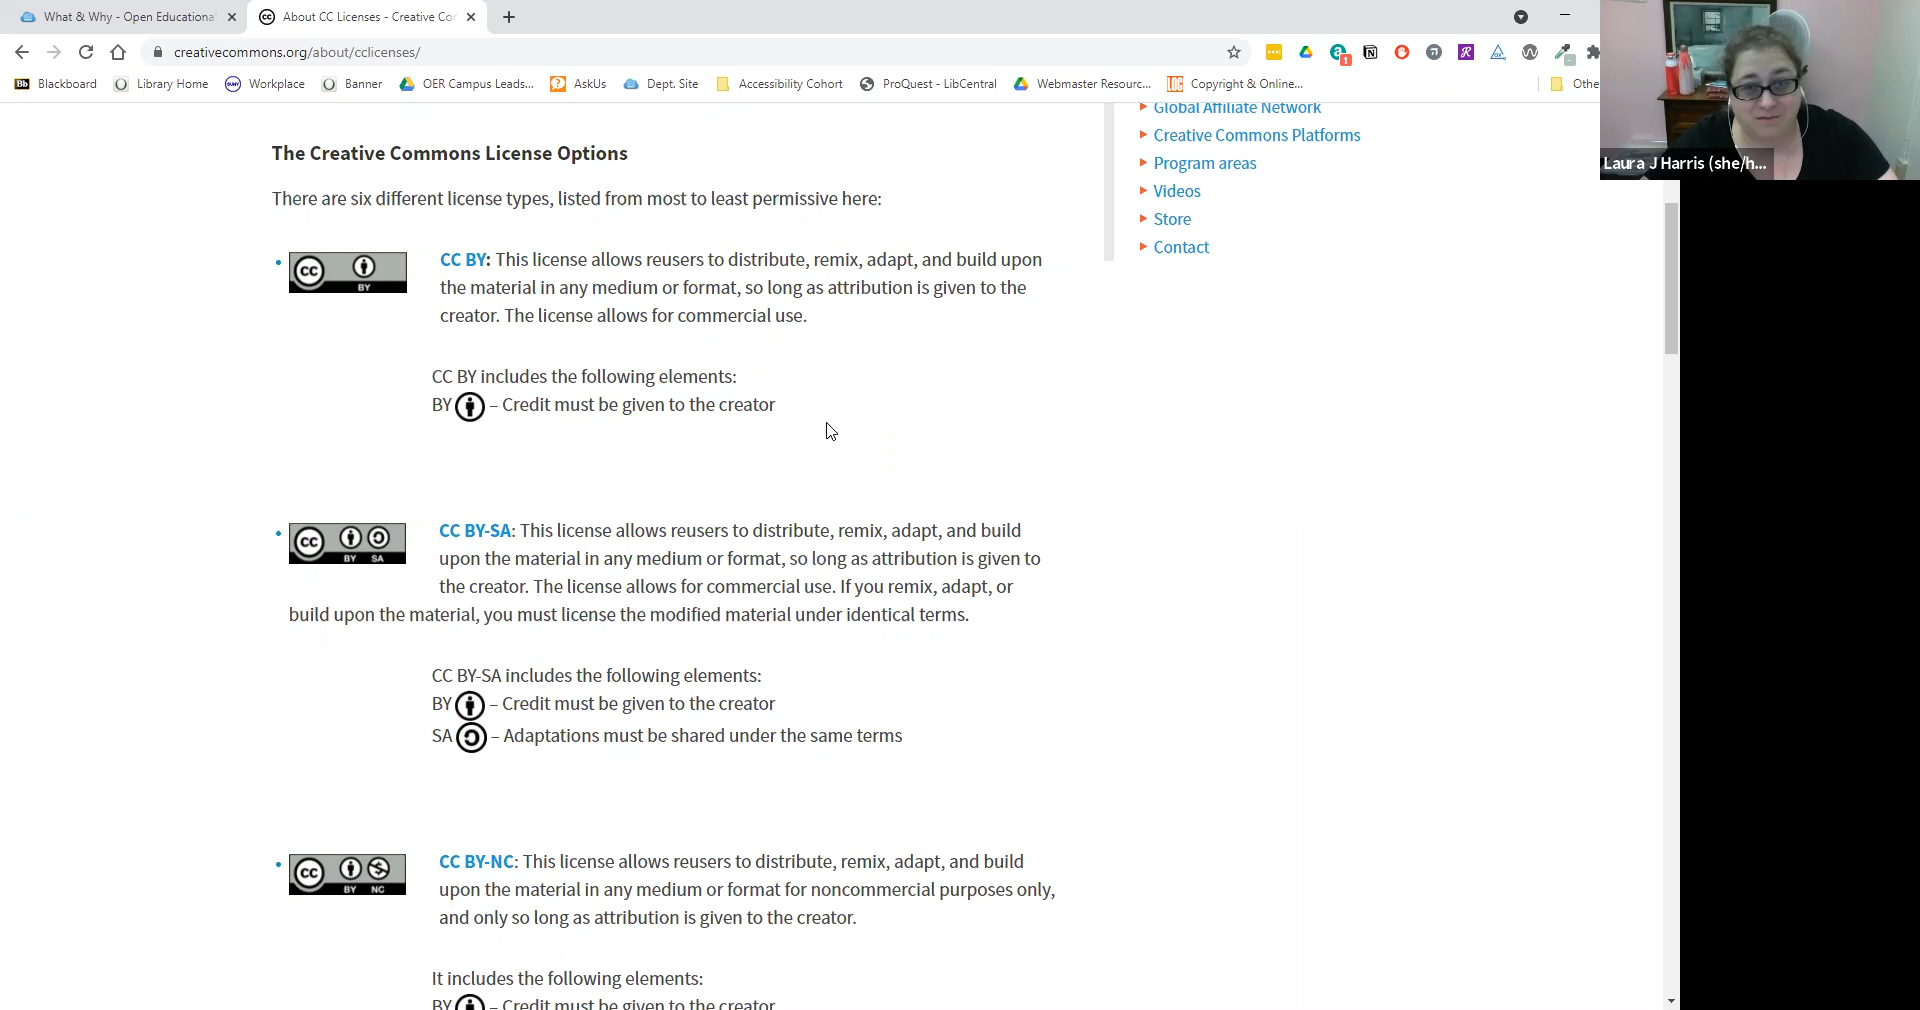 What & Why - Open Educationa
About CC Licenses - Creative Co
creativecommons.org/about/cclicenses/
Bb Blackboard
Library Home
SUNY Workplace
Banner
OER Campus Leads...
AskUs
Dept. Site
Accessibility Cohort
ProQuest - LibCentral
Webmaster Resourc...
Copyright & Online...
Othe
Global Affiliate Network
Creative Commons Platforms
Program areas
Videos
Store
Contact
Laura J Harris (she/h...
The Creative Commons License Options
There are six different license types, listed from most to least permissive here:
CC BY
CC BY: This license allows reusers to distribute, remix, adapt, and build upon
the material in any medium or format, so long as attribution is given to the
creator. The license allows for commercial use.
CC BY includes the following elements:
BY – Credit must be given to the creator
CC BY SA
CC BY-SA: This license allows reusers to distribute, remix, adapt, and build
upon the material in any medium or format, so long as attribution is given to
the creator. The license allows for commercial use. If you remix, adapt, or
build upon the material, you must license the modified material under identical terms.
CC BY-SA includes the following elements:
BY – Credit must be given to the creator
SA – Adaptations must be shared under the same terms
CC BY NC
CC BY-NC: This license allows reusers to distribute, remix, adapt, and build
upon the material in any medium or format for noncommercial purposes only,
and only so long as attribution is given to the creator.
It includes the following elements:
BY – Credit must be given to the creator